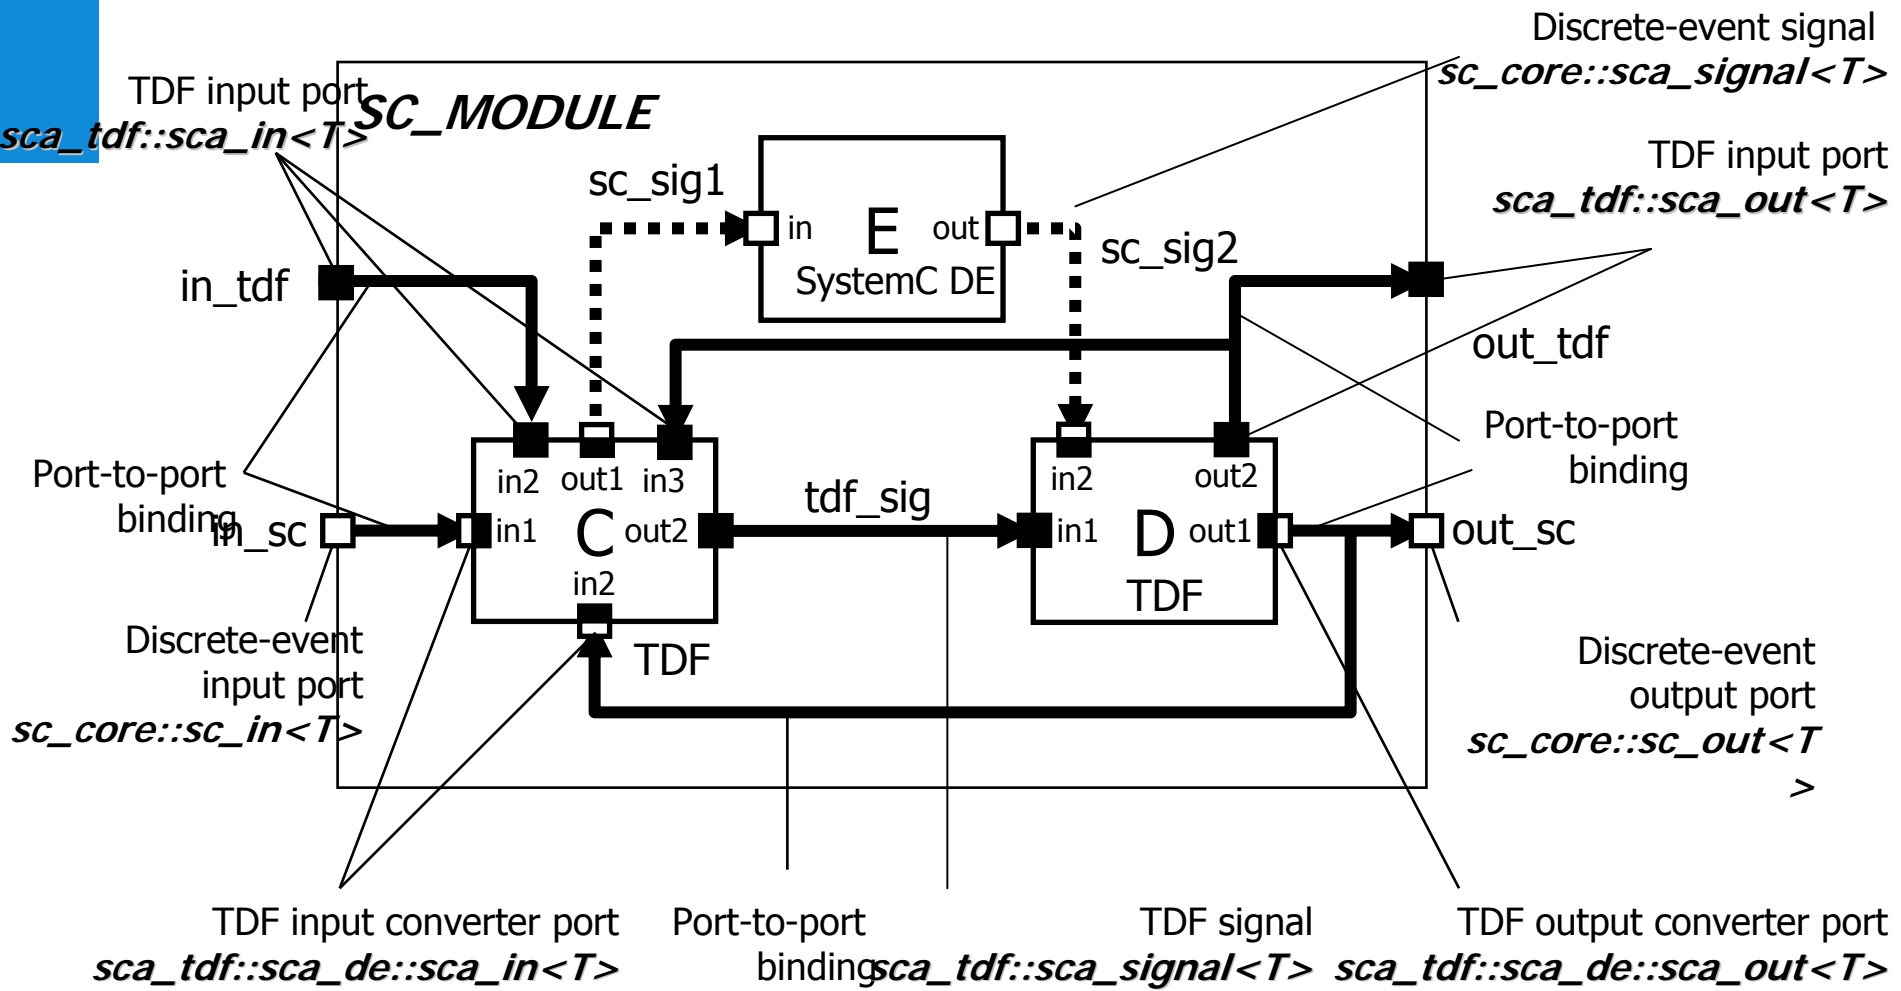 Discrete-event signal
sc_core::sca_signal<T>
TDF input port
sca_tdf::sca_in<T>
SC_MODULE
TDF input port
sca_tdf::sca_out<T>
sc_sig1
in
E
out
SystemC DE
sc_sig2
in_tdf
out_tdf
Port-to-port
binding
Port-to-port
binding
in2
out1
in3
in2
out2
tdf_sig
in_sc
in1
C
out2
in1
D
out1
out_sc
in2
TDF
TDF
Discrete-event
input port
sc_core::sc_in<T>
Discrete-event
output port
sc_core::sc_out<T
>
TDF input converter port
sca_tdf::sca_de::sca_in<T>
Port-to-port
binding
TDF signal
sca_tdf::sca_signal<T>
TDF output converter port
sca_tdf::sca_de::sca_out<T>